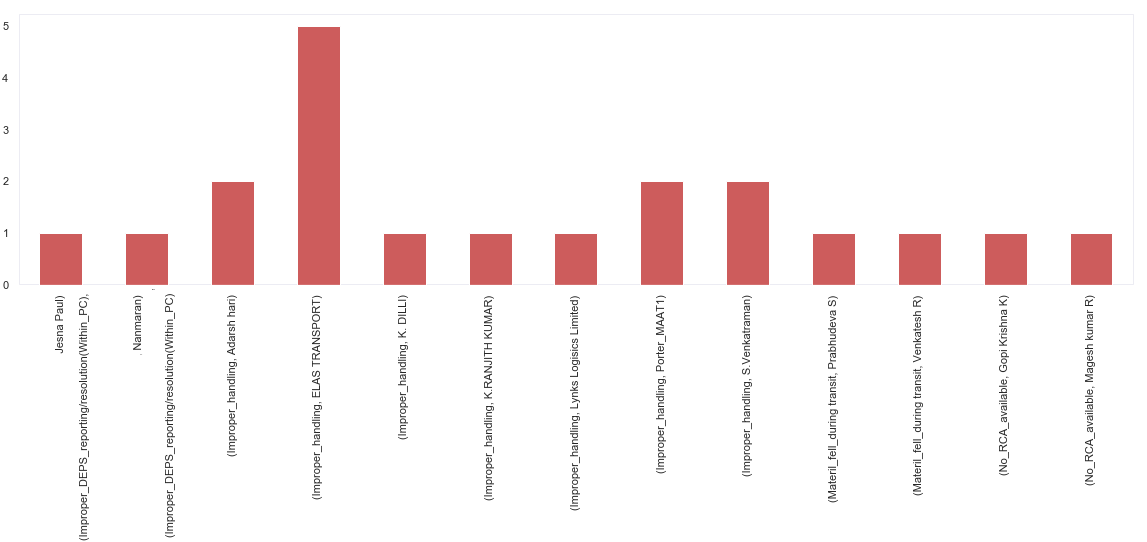 5
4
3
2
1
0
(Improper_DEPS_reporting/resolution(Within_PC),
Jesna Paul)
(Improper_DEPS_reporting/resolution(Within_PC)
, Nanmaran)
(Improper_handling, Adarsh hari)
(Improper_handling, ELAS TRANSPORT)
(Improper_handling, K. DILLI)
(Improper_handling, K.RANJITH KUMAR)
(Improper_handling, Lynks Logisics Limited)
(Improper_handling, Porter_MAAT1)
(Improper_handling, S.Venkatraman)
(Materil_fell_during transit, Prabhudeva S)
(Materil_fell_during transit, Venkatesh R)
(No_RCA_available, Gopi Krishna K)
(No_RCA_available, Magesh kumar R)